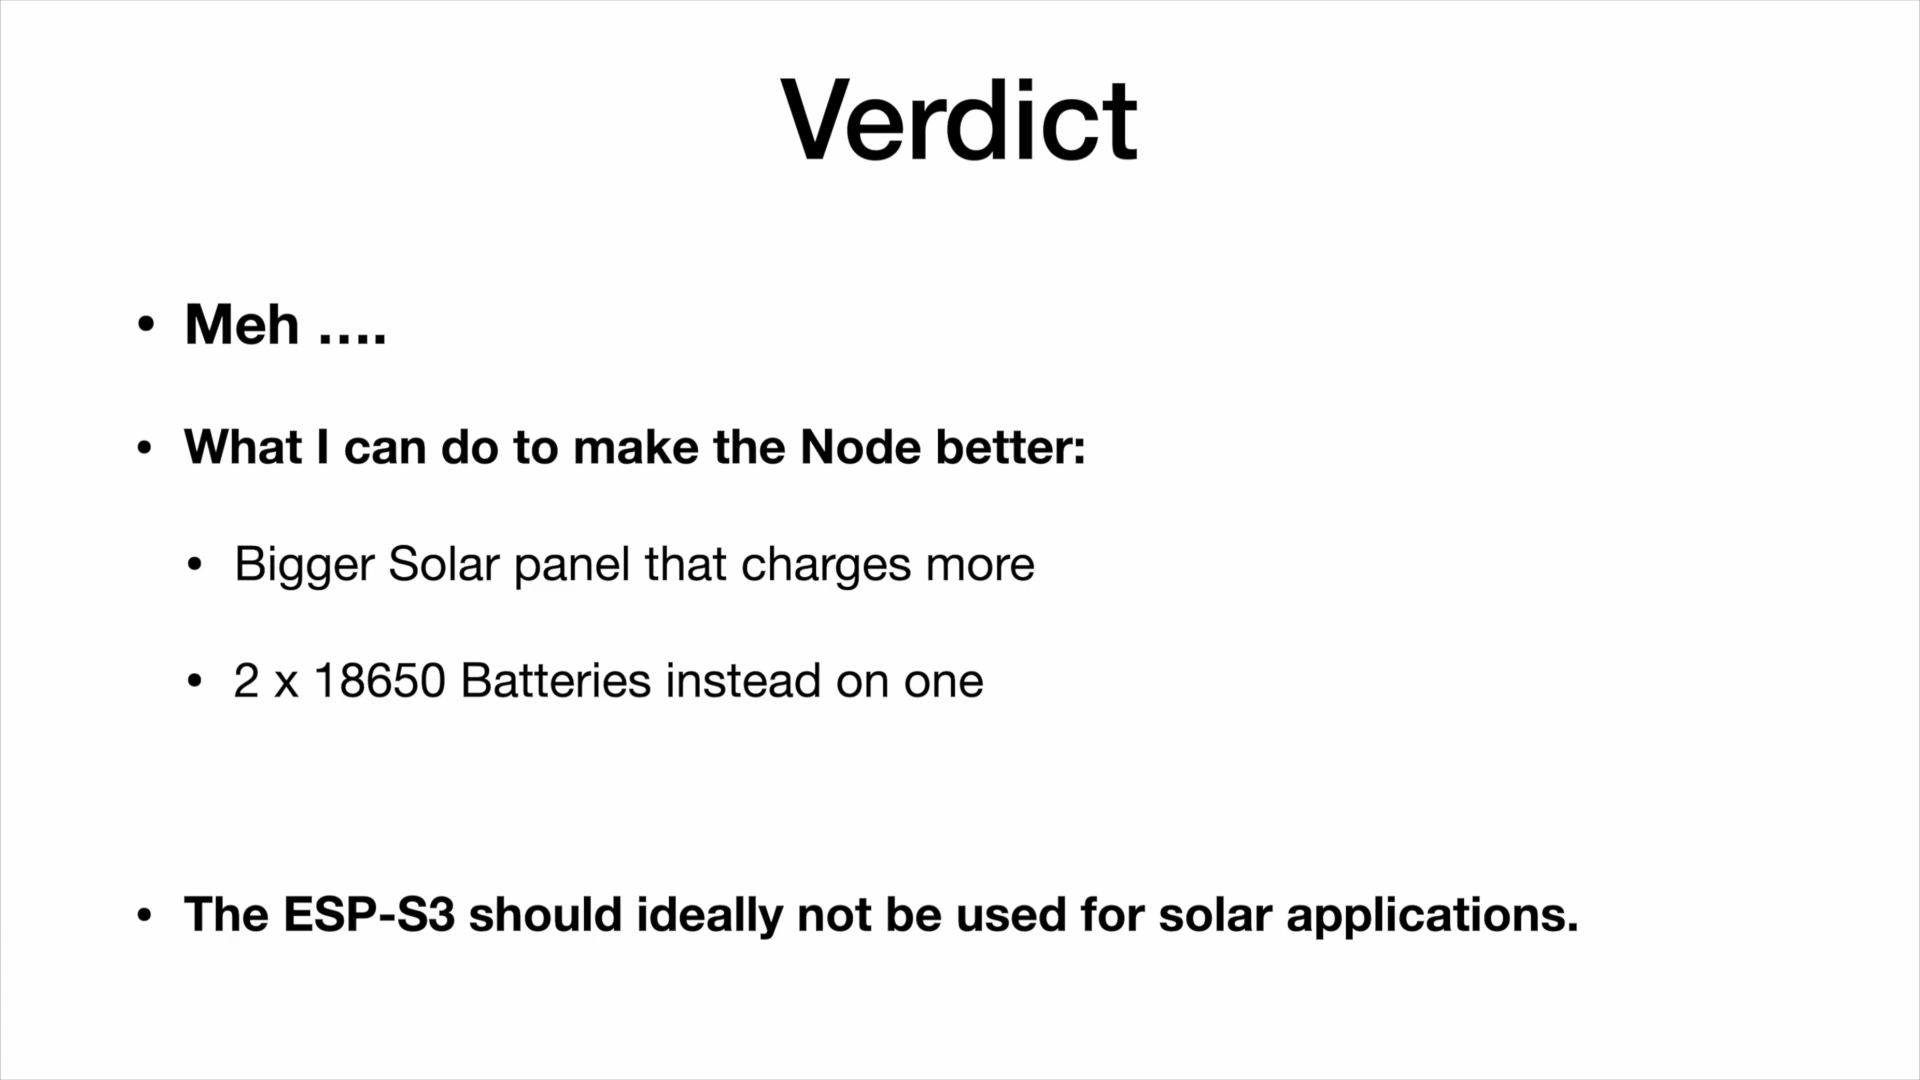 Verdict
• Meh ....
• What I can do to make the Node better:
• Bigger Solar panel that charges more
• 2 x 18650 Batteries instead on one
• The ESP-S3 should ideally not be used for solar applications.